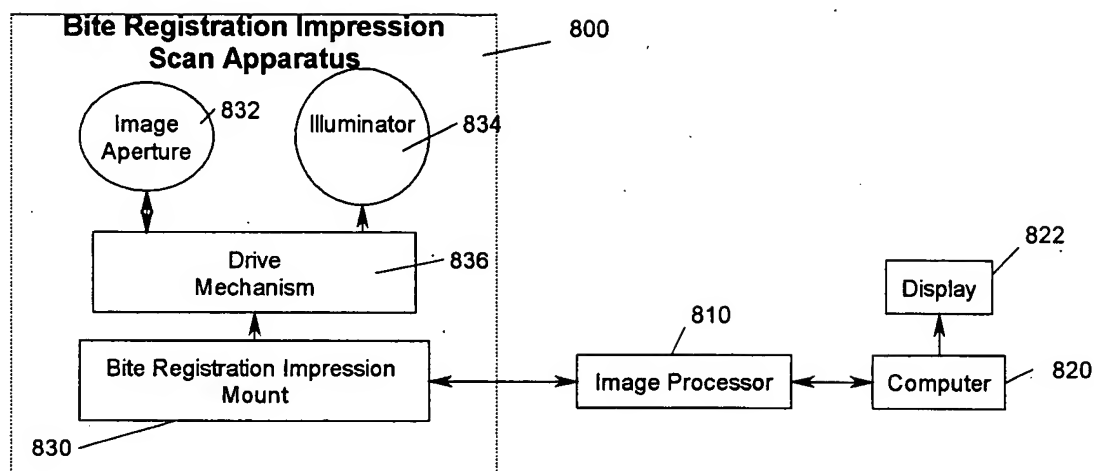 Bite Registration Impression
Scan Apparatus
800
Image
Aperture
832
Illuminator
834
Drive
Mechanism
836
Bite Registration Impression
Mount
830
810
Image Processor
822
Display
Computer
820